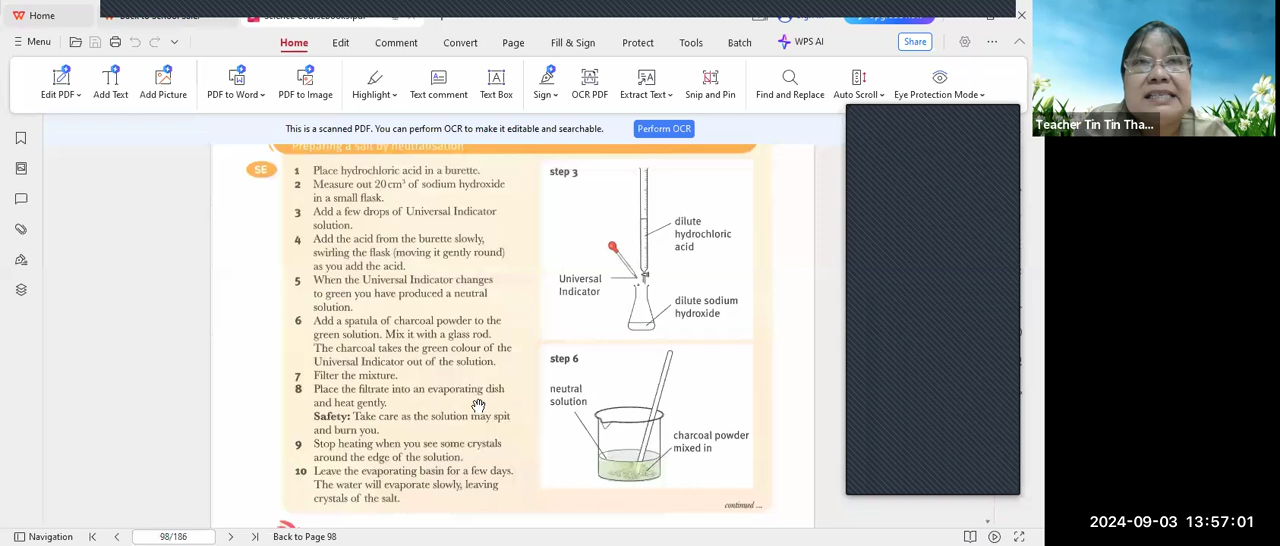 Home
Menu
Home Edit Comment Convert Page Fill & Sign Protect Tools Batch WPS AI
Share
Edit PDF Add Text Add Picture PDF to Word PDF to Image Highlight Text comment Text Box Sign OCR PDF Extract Text Snip and Pin Find and Replace Auto Scroll Eye Protection Mode
Teacher Tin Tin Tha...
This is a scanned PDF. You can perform OCR to make it editable and searchable. Perform OCR
Preparing a salt by neutralisation
SE
1 Place hydrochloric acid in a burette.
2 Measure out 20 cm³ of sodium hydroxide
in a small flask.
3 Add a few drops of Universal Indicator
solution.
4 Add the acid from the burette slowly,
swirling the flask (moving it gently round)
as you add the acid.
5 When the Universal Indicator changes
to green you have produced a neutral
solution.
6 Add a spatula of charcoal powder to the
green solution. Mix it with a glass rod.
The charcoal takes the green colour of the
Universal Indicator out of the solution.
7 Filter the mixture.
8 Place the filtrate into an evaporating dish
and heat gently.
Safety: Take care as the solution may spit
and burn you.
9 Stop heating when you see some crystals
around the edge of the solution.
10 Leave the evaporating basin for a few days.
The water will evaporate slowly, leaving
crystals of the salt.
step 3
dilute
hydrochloric
acid
Universal
Indicator
dilute sodium
hydroxide
step 6
neutral
solution
charcoal powder
mixed in
continued ...
Navigation 98/186 Back to Page 98
2024-09-03 13:57:01